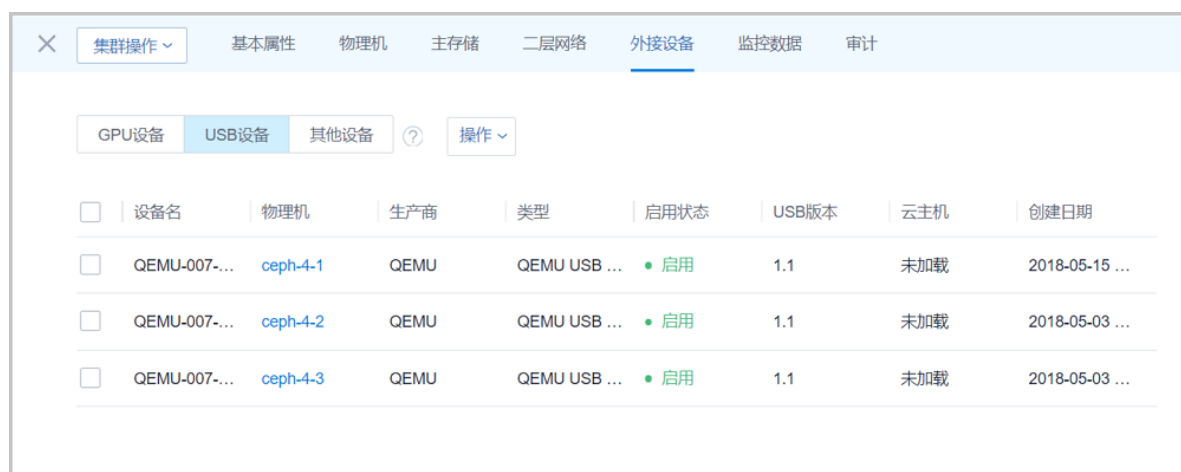 集群操作 基本属性 物理机 主存储 二层网络 外接设备 监控数据 审计
GPU设备 USB设备 其他设备 ? 操作
设备名 物理机 生产商 类型 启用状态 USB版本 云主机 创建日期
QEMU-007-... ceph-4-1 QEMU QEMU USB ... 启用 1.1 未加载 2018-05-15 ...
QEMU-007-... ceph-4-2 QEMU QEMU USB ... 启用 1.1 未加载 2018-05-03 ...
QEMU-007-... ceph-4-3 QEMU QEMU USB ... 启用 1.1 未加载 2018-05-03 ...